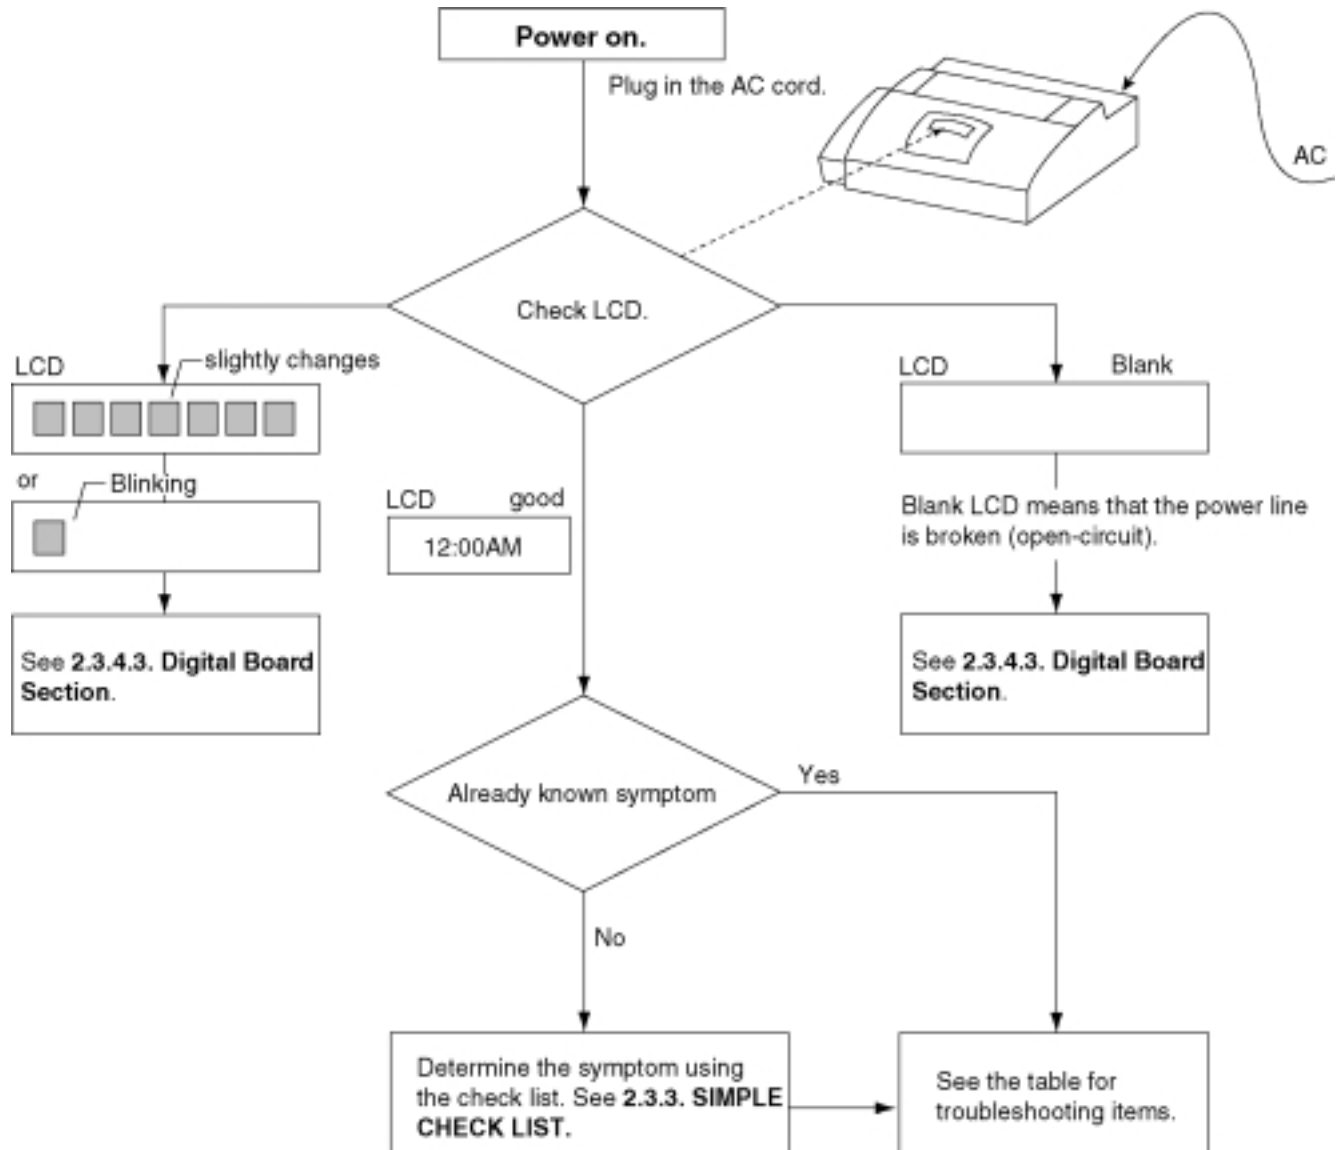 Power on.
Plug in the AC cord.
AC
Check LCD.
LCD
slightly changes
or
Blinking
See 2.3.4.3. Digital Board
Section.
LCD good
12:00AM
LCD Blank
Blank LCD means that the power line
is broken (open-circuit).
See 2.3.4.3. Digital Board
Section.
Already known symptom
Yes
No
Determine the symptom using
the check list. See 2.3.3. SIMPLE
CHECK LIST.
See the table for
troubleshooting items.